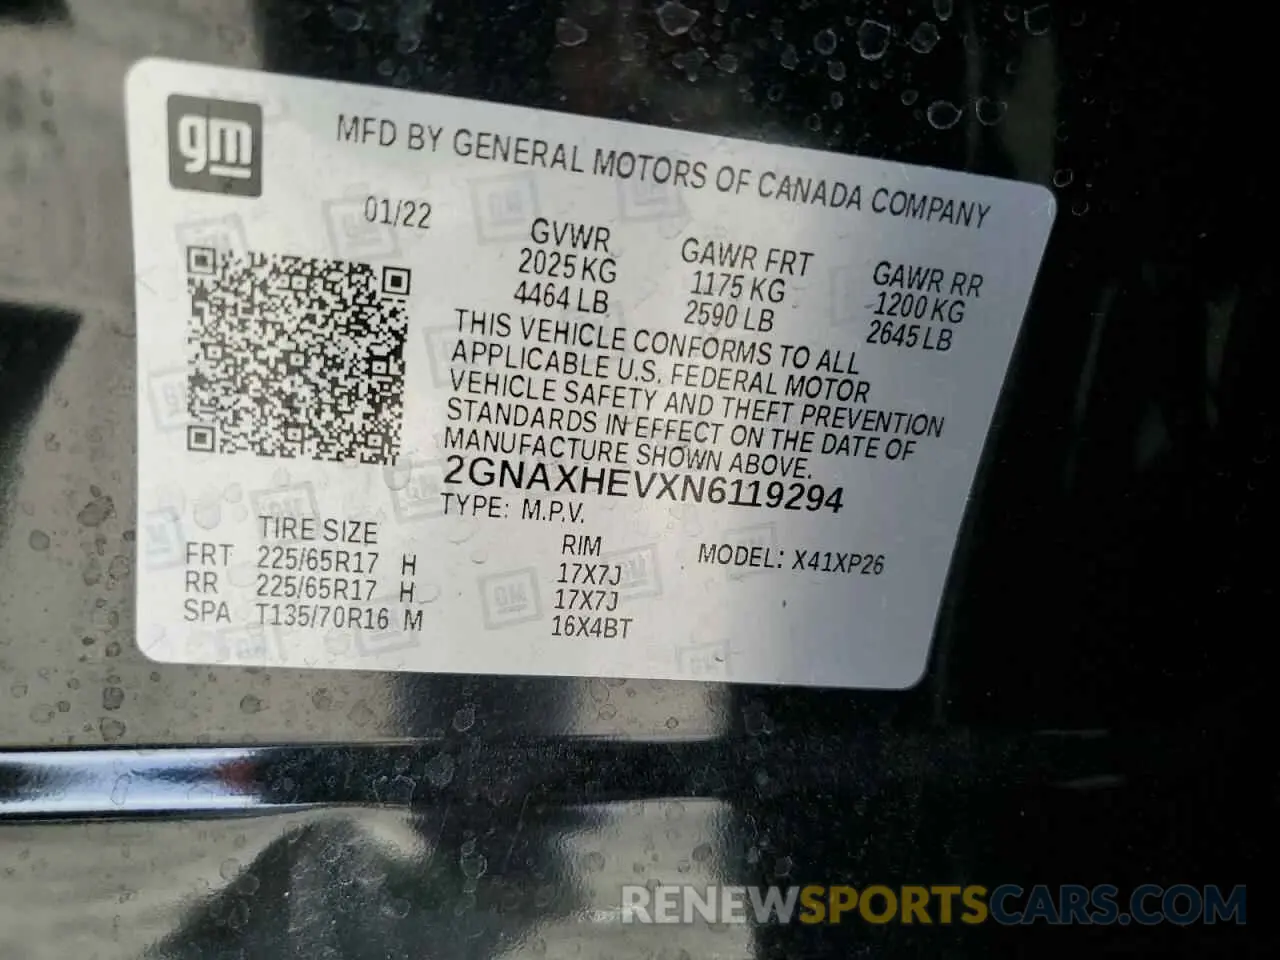 gm
MFD BY GENERAL MOTORS OF CANADA COMPANY
01/22
GVWR GAWR FRT GAWR RR
2025 KG 1175 KG 1200 KG
4464 LB 2590 LB 2645 LB
THIS VEHICLE CONFORMS TO ALL
APPLICABLE U.S. FEDERAL MOTOR
VEHICLE SAFETY AND THEFT PREVENTION
STANDARDS IN EFFECT ON THE DATE OF
MANUFACTURE SHOWN ABOVE.
2GNAXHEVXN6119294
TYPE: M.P.V. MODEL: X41XP26
TIRE SIZE RIM
FRT 225/65R17 H 17X7J
RR 225/65R17 H 17X7J
SPA T135/70R16 M 16X4BT
RENEWSPORTSCARS.COM